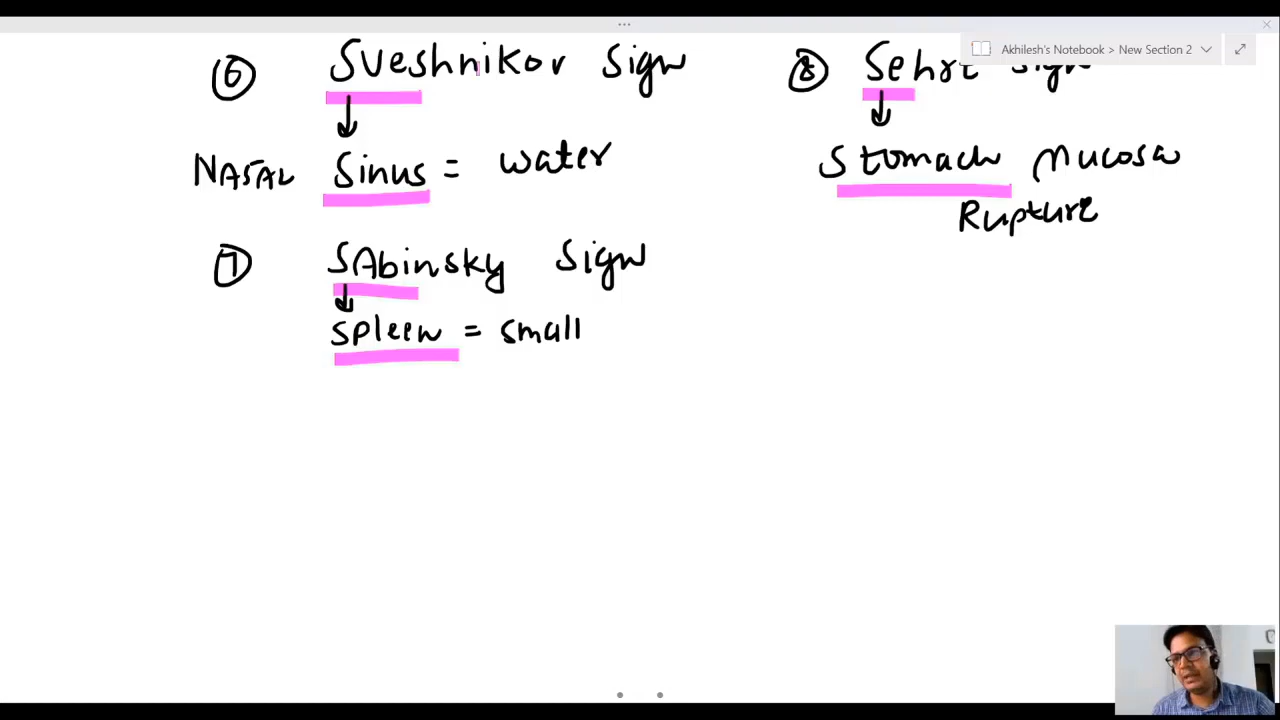 Akhilesh's Notebook > New Section 2
6 Sveshnikov Sign
NASAL Sinus = water
7 SAbinsky Sign
Spleen = small
8 Sehrt Sign
Stomach Mucosa
Rupture